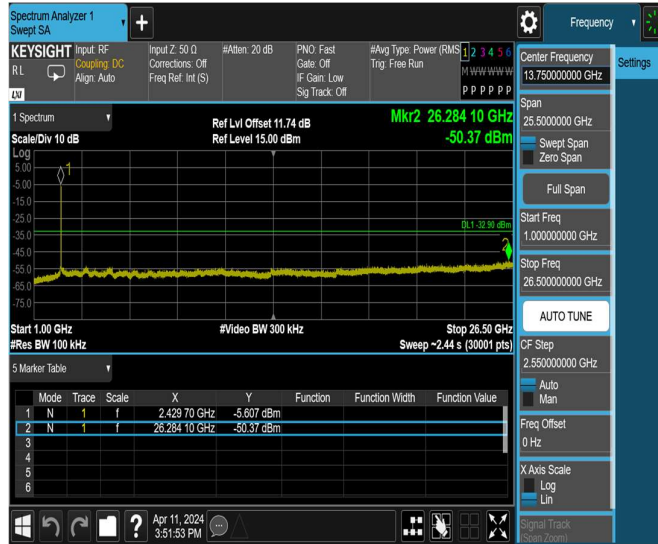 Spectrum Analyzer 1
Swept SA
Frequency
KEYSIGHT
RL
LXI
Input: RF
Coupling: DC
Align: Auto
Input Z: 50 Ω
Corrections: Off
Freq Ref: Int (S)
#Atten: 20 dB
PNO: Fast
Gate: Off
IF Gain: Low
Sig Track: Off
#Avg Type: Power (RMS
Trig: Free Run
1 2 3 4 5 6
M W W W W W
P P P P P P
1 Spectrum
Scale/Div 10 dB
Ref Lvl Offset 11.74 dB
Ref Level 15.00 dBm
Mkr2 26.284 10 GHz
-50.37 dBm
Log
5.00
-5.00
-15.0
-25.0
-35.0
-45.0
-55.0
-65.0
-75.0
1
DL1 -32.90 dBm
2
Start 1.00 GHz
#Video BW 300 kHz
Stop 26.50 GHz
#Res BW 100 kHz
Sweep ~2.44 s (30001 pts)
5 Marker Table
Mode Trace Scale X Y Function Function Width Function Value
1 N 1 f 2.429 70 GHz -5.607 dBm
2 N 1 f 26.284 10 GHz -50.37 dBm
3
4
5
6
Apr 11, 2024
3:51:53 PM
Center Frequency
13.750000000 GHz
Settings
Span
25.5000000 GHz
Swept Span
Zero Span
Full Span
Start Freq
1.000000000 GHz
Stop Freq
26.500000000 GHz
AUTO TUNE
CF Step
2.550000000 GHz
Auto
Man
Freq Offset
0 Hz
X Axis Scale
Log
Lin
Signal Track
(Span Zoom)